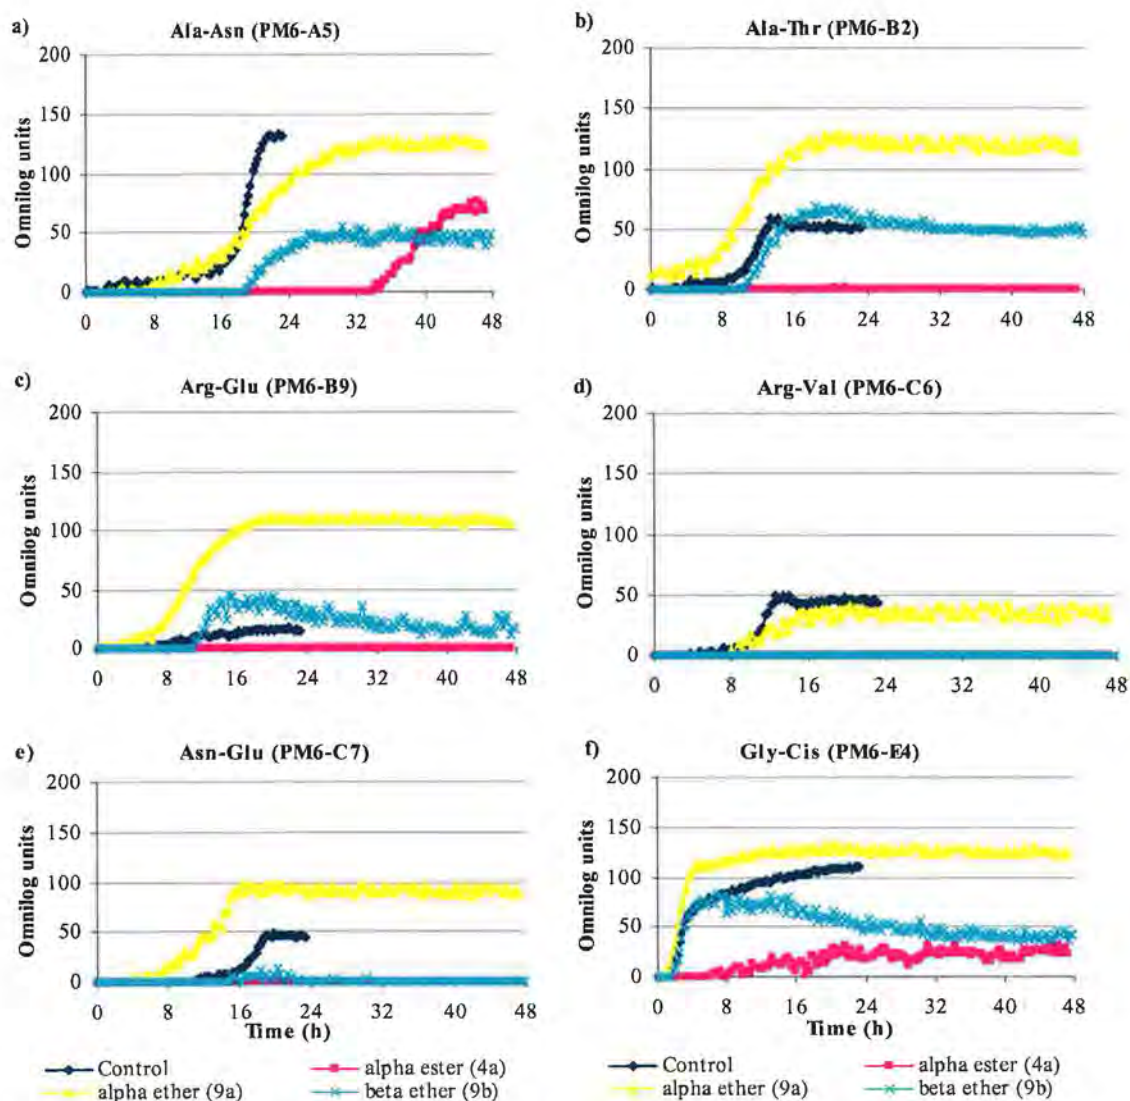 a)
Ala-Asn (PM6-A5)
Omnilog units
200
150
100
50
0
0 8 16 24 32 40 48
b)
Ala-Thr (PM6-B2)
Omnilog units
200
150
100
50
0
0 8 16 24 32 40 48
c)
Arg-Glu (PM6-B9)
Omnilog units
200
150
100
50
0
0 8 16 24 32 40 48
d)
Arg-Val (PM6-C6)
Omnilog units
200
150
100
50
0
0 8 16 24 32 40 48
e)
Asn-Glu (PM6-C7)
Omnilog units
200
150
100
50
0
0 8 16 24 32 40 48
Time (h)
Control
alpha ester (4a)
alpha ether (9a)
beta ether (9b)
f)
Gly-Cis (PM6-E4)
Omnilog units
200
150
100
50
0
0 8 16 24 32 40 48
Time (h)
Control
alpha ester (4a)
alpha ether (9a)
beta ether (9b)